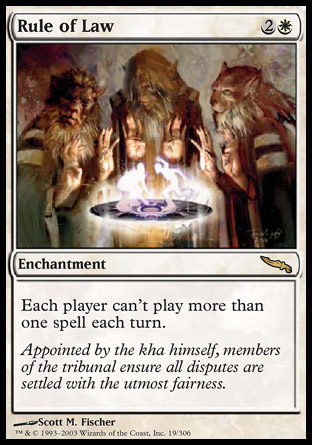 Rule of Law 2
Enchantment
Each player can't play more than
one spell each turn.
Appointed by the kha himself, members
of the tribunal ensure all disputes are
settled with the utmost fairness.
Scott M. Fischer
™ & © 1993–2003 Wizards of the Coast, Inc. 19/306